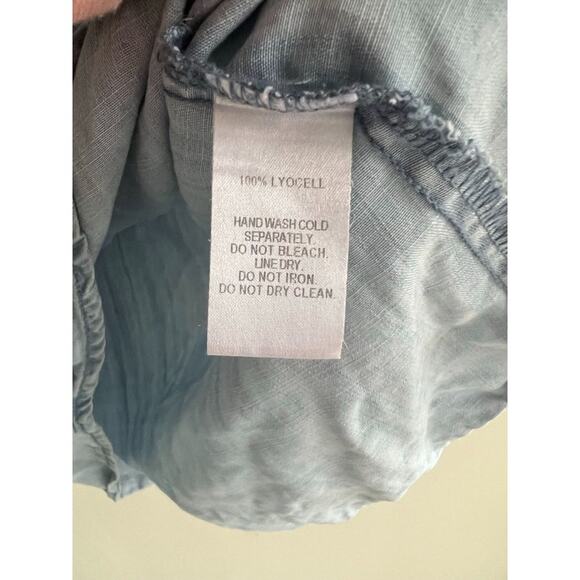 100% LYOCELL
HAND WASH COLD
SEPARATELY.
DO NOT BLEACH.
LINE DRY.
DO NOT IRON.
DO NOT DRY CLEAN.